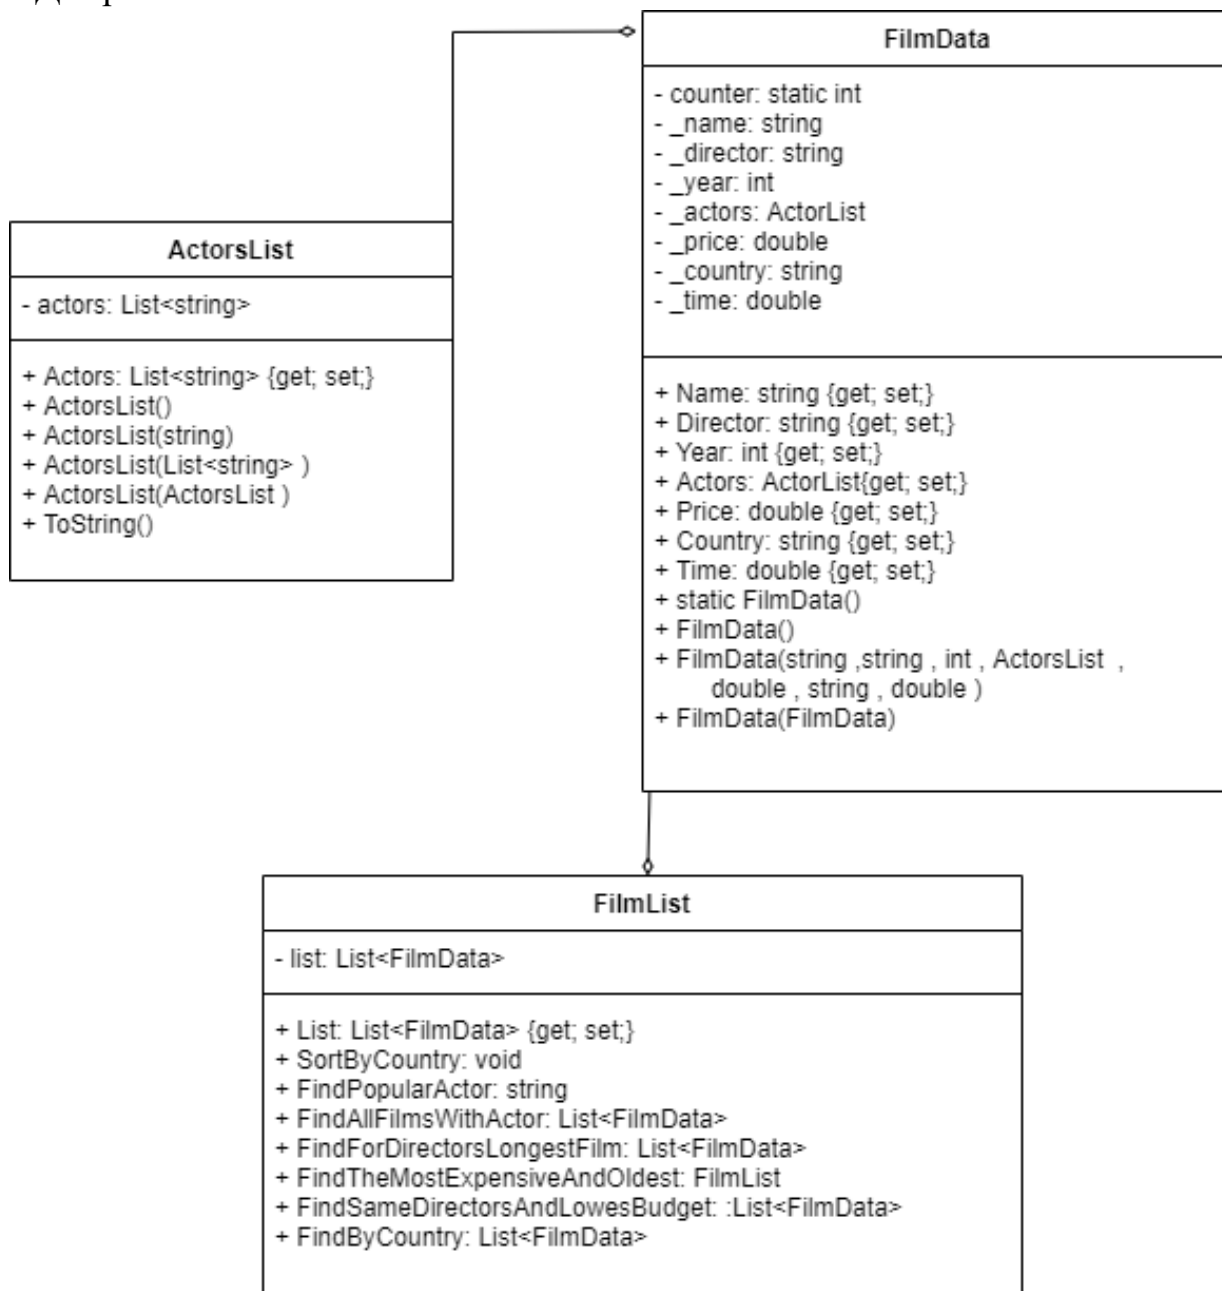 FilmData
- counter: static int
- _name: string
- _director: string
- _year: int
- _actors: ActorList
- _price: double
- _country: string
- _time: double
+ Name: string {get; set;}
+ Director: string {get; set;}
+ Year: int {get; set;}
+ Actors: ActorList{get; set;}
+ Price: double {get; set;}
+ Country: string {get; set;}
+ Time: double {get; set;}
+ static FilmData()
+ FilmData()
+ FilmData(string ,string , int , ActorsList ,
double , string , double )
+ FilmData(FilmData)
ActorsList
- actors: List<string>
+ Actors: List<string> {get; set;}
+ ActorsList()
+ ActorsList(string)
+ ActorsList(List<string> )
+ ActorsList(ActorsList )
+ ToString()
FilmList
- list: List<FilmData>
+ List: List<FilmData> {get; set;}
+ SortByCountry: void
+ FindPopularActor: string
+ FindAllFilmsWithActor: List<FilmData>
+ FindForDirectorsLongestFilm: List<FilmData>
+ FindTheMostExpensiveAndOldest: FilmList
+ FindSameDirectorsAndLowesBudget: :List<FilmData>
+ FindByCountry: List<FilmData>